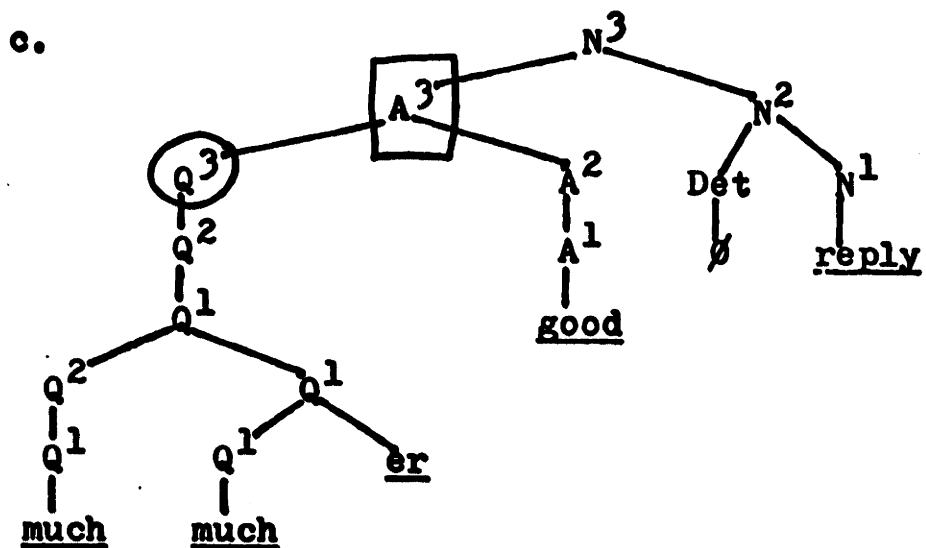 c.
N³
A³
N²
Q³ A² Det N¹
Q² A¹ Ø reply
Q¹ good
Q² Q¹
Q¹ Q¹ er
much much